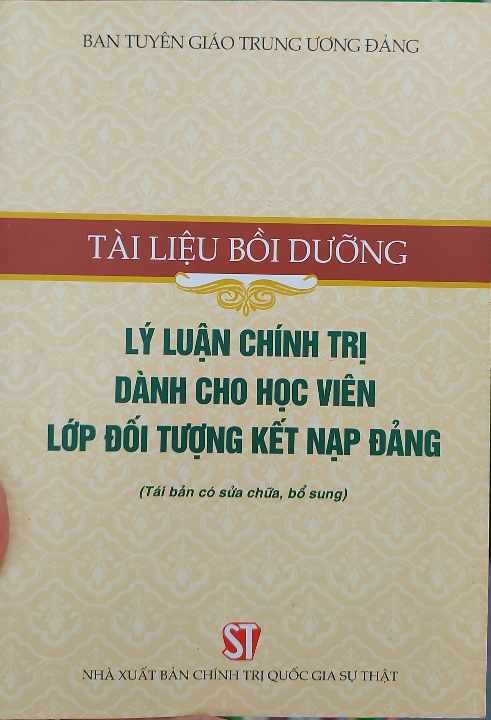 BAN TUYÊN GIÁO TRUNG ƯƠNG ĐẢNG
TÀI LIỆU BỒI DƯỠNG
LÝ LUẬN CHÍNH TRỊ
DÀNH CHO HỌC VIÊN
LỚP ĐỐI TƯỢNG KẾT NẠP ĐẢNG
(Tái bản có sửa chữa, bổ sung)
ST
NHÀ XUẤT BẢN CHÍNH TRỊ QUỐC GIA SỰ THẬT